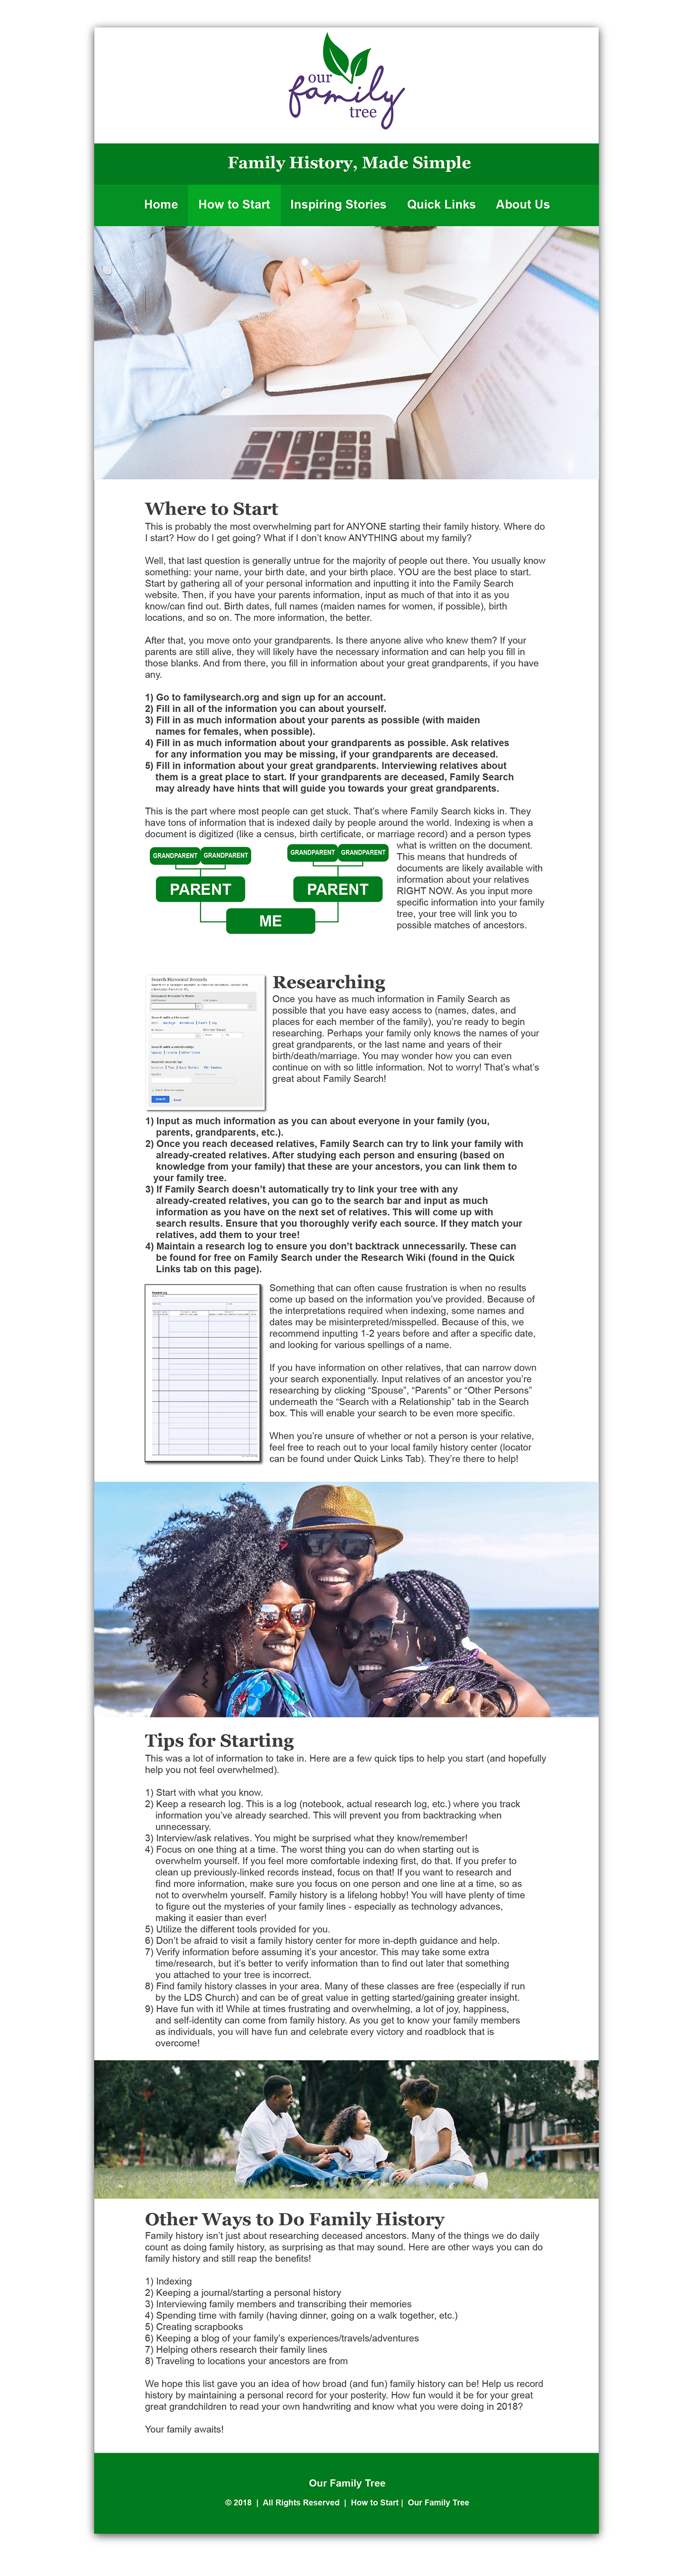 our
family
tree
Family History, Made Simple
Home How to Start Inspiring Stories Quick Links About Us
Where to Start
This is probably the most overwhelming part for ANYONE starting their family history. Where do
I start? How do I get going? What if I don't know ANYTHING about my family?
Well, that last question is generally untrue for the majority of people out there. You usually know
something: your name, your birth date, and your birth place. YOU are the best place to start.
Start by gathering all of your personal information and inputting it into the Family Search
website. Then, if you have your parents information, input as much of that into it as you
know/can find out. Birth dates, full names (maiden names for women, if possible), birth
locations, and so on. The more information, the better.
After that, you move onto your grandparents. Is there anyone alive who knew them? If your
parents are still alive, they will likely have the necessary information and can help you fill in
those blanks. And from there, you fill in information about your great grandparents, if you have
any.
1) Go to familysearch.org and sign up for an account.
2) Fill in all of the information you can about yourself.
3) Fill in as much information about your parents as possible (with maiden
names for females, when possible).
4) Fill in as much information about your grandparents as possible. Ask relatives
for any information you may be missing, if your grandparents are deceased.
5) Fill in information about your great grandparents. Interviewing relatives about
them is a great place to start. If your grandparents are deceased, Family Search
may already have hints that will guide you towards your great grandparents.
This is the part where most people can get stuck. That's where Family Search kicks in. They
have tons of information that is indexed daily by people around the world. Indexing is when a
document is digitized (like a census, birth certificate, or marriage record) and a person types
what is written on the document.
This means that hundreds of
documents are likely available with
information about your relatives
RIGHT NOW. As you input more
specific information into your family
tree, your tree will link you to
possible matches of ancestors.
GRANDPARENT GRANDPARENT GRANDPARENT GRANDPARENT
PARENT PARENT
ME
Search Historical Records
Researching
Once you have as much information in Family Search as
possible that you have easy access to (names, dates, and
places for each member of the family), you're ready to begin
researching. Perhaps your family only knows the names of your
great grandparents, or the last name and years of their
birth/death/marriage. You may wonder how you can even
continue on with so little information. Not to worry! That's what's
great about Family Search!
1) Input as much information as you can about everyone in your family (you,
parents, grandparents, etc.).
2) Once you reach deceased relatives, Family Search can try to link your family with
already-created relatives. After studying each person and ensuring (based on
knowledge from your family) that these are your ancestors, you can link them to
your family tree.
3) If Family Search doesn't automatically try to link your tree with any
already-created relatives, you can go to the search bar and input as much
information as you have on the next set of relatives. This will come up with
search results. Ensure that you thoroughly verify each source. If they match your
relatives, add them to your tree!
4) Maintain a research log to ensure you don't backtrack unnecessarily. These can
be found for free on Family Search under the Research Wiki (found in the Quick
Links tab on this page).
Something that can often cause frustration is when no results
come up based on the information you've provided. Because of
the interpretations required when indexing, some names and
dates may be misinterpreted/misspelled. Because of this, we
recommend inputting 1-2 years before and after a specific date,
and looking for various spellings of a name.
If you have information on other relatives, that can narrow down
your search exponentially. Input relatives of an ancestor you're
researching by clicking "Spouse", "Parents" or "Other Persons"
underneath the "Search with a Relationship" tab in the Search
box. This will enable your search to be even more specific.
When you're unsure of whether or not a person is your relative,
feel free to reach out to your local family history center (locator
can be found under Quick Links Tab). They're there to help!
Tips for Starting
This was a lot of information to take in. Here are a few quick tips to help you start (and hopefully
help you not feel overwhelmed).
1) Start with what you know.
2) Keep a research log. This is a log (notebook, actual research log, etc.) where you track
information you've already searched. This will prevent you from backtracking when
unnecessary.
3) Interview/ask relatives. You might be surprised what they know/remember!
4) Focus on one thing at a time. The worst thing you can do when starting out is
overwhelm yourself. If you feel more comfortable indexing first, do that. If you prefer to
clean up previously-linked records instead, focus on that! If you want to research and
find more information, make sure you focus on one person and one line at a time, so as
not to overwhelm yourself. Family history is a lifelong hobby! You will have plenty of time
to figure out the mysteries of your family lines - especially as technology advances,
making it easier than ever!
5) Utilize the different tools provided for you.
6) Don't be afraid to visit a family history center for more in-depth guidance and help.
7) Verify information before assuming it's your ancestor. This may take some extra
time/research, but it's better to verify information than to find out later that something
you attached to your tree is incorrect.
8) Find family history classes in your area. Many of these classes are free (especially if run
by the LDS Church) and can be of great value in getting started/gaining greater insight.
9) Have fun with it! While at times frustrating and overwhelming, a lot of joy, happiness,
and self-identity can come from family history. As you get to know your family members
as individuals, you will have fun and celebrate every victory and roadblock that is
overcome!
Other Ways to Do Family History
Family history isn't just about researching deceased ancestors. Many of the things we do daily
count as doing family history, as surprising as that may sound. Here are other ways you can do
family history and still reap the benefits!
1) Indexing
2) Keeping a journal/starting a personal history
3) Interviewing family members and transcribing their memories
4) Spending time with family (having dinner, going on a walk together, etc.)
5) Creating scrapbooks
6) Keeping a blog of your family's experiences/travels/adventures
7) Helping others research their family lines
8) Traveling to locations your ancestors are from
We hope this list gave you an idea of how broad (and fun) family history can be! Help us record
history by maintaining a personal record for your posterity. How fun would it be for your great
great grandchildren to read your own handwriting and know what you were doing in 2018?
Your family awaits!
Our Family Tree
© 2018 | All Rights Reserved | How to Start | Our Family Tree